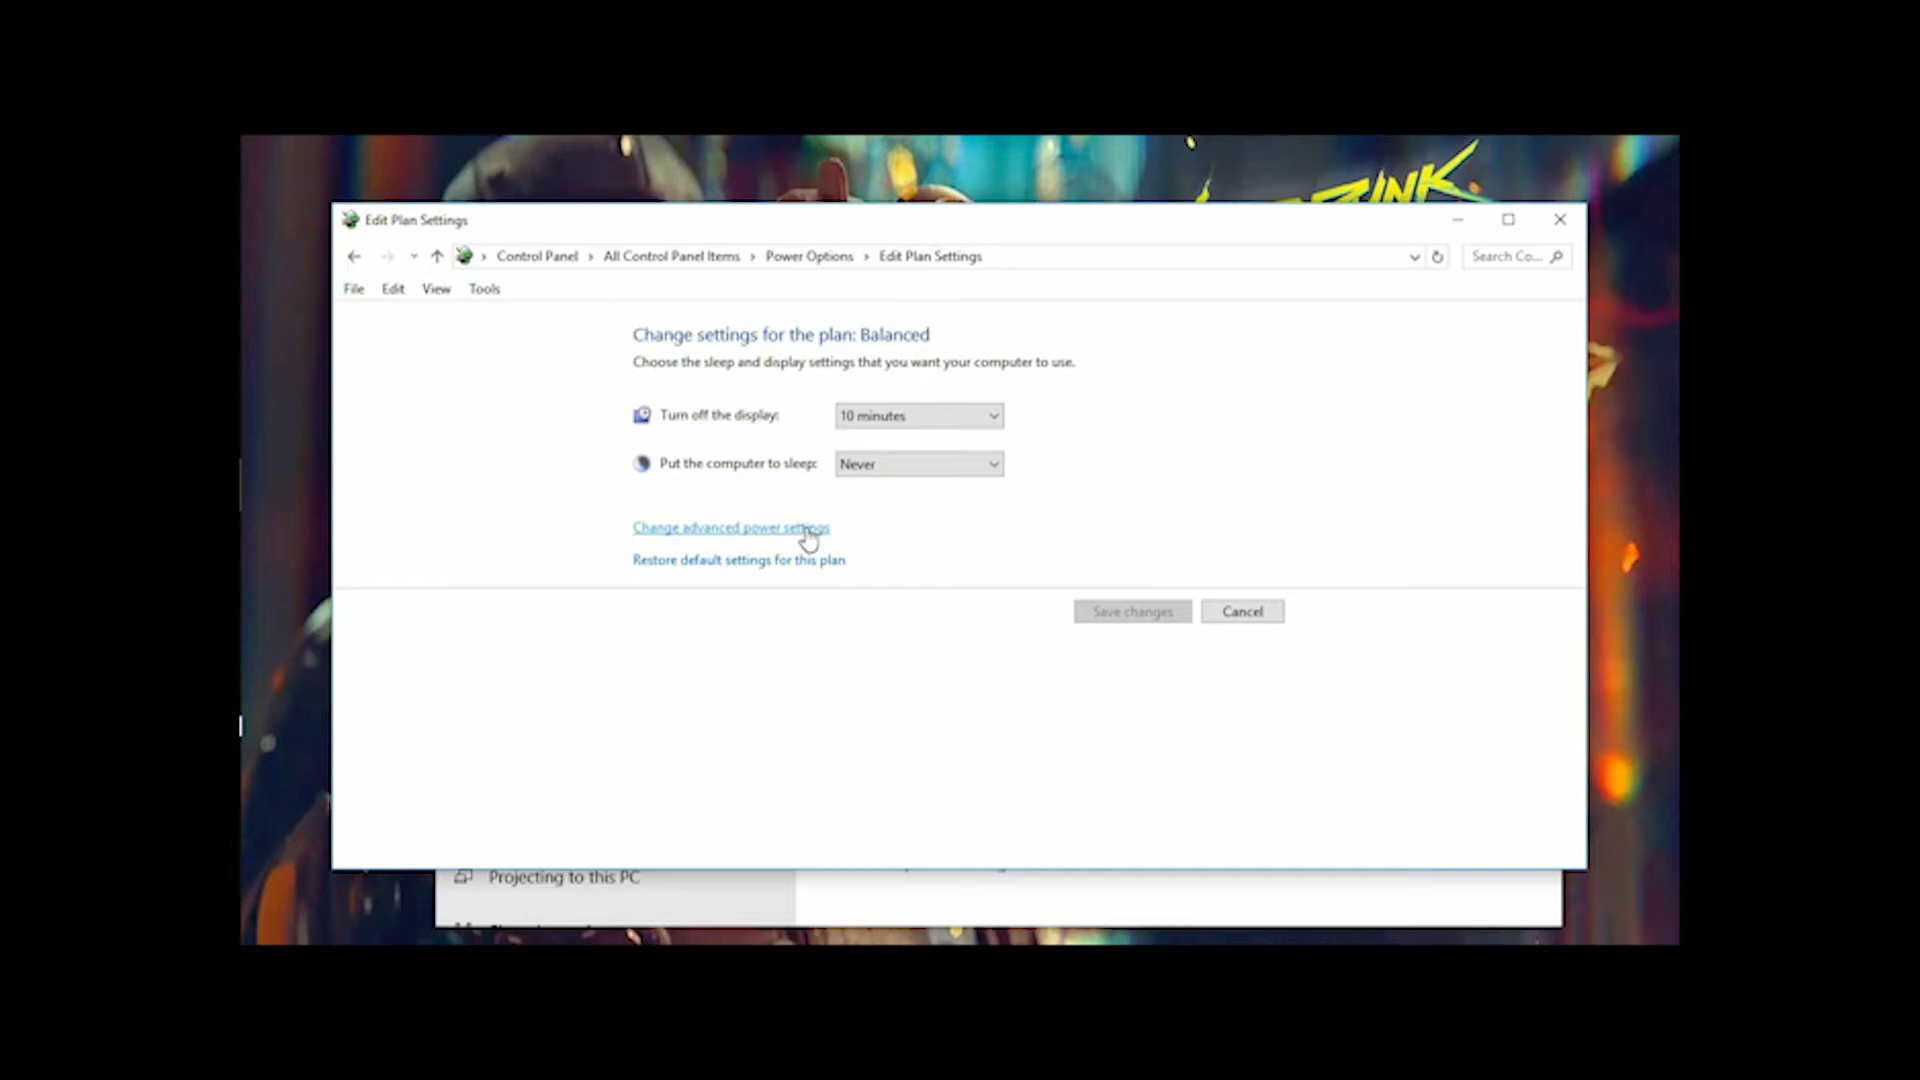 Edit Plan Settings
Control Panel > All Control Panel Items > Power Options > Edit Plan Settings
Search Co...
File Edit View Tools
Change settings for the plan: Balanced
Choose the sleep and display settings that you want your computer to use.
Turn off the display: 10 minutes
Put the computer to sleep: Never
Change advanced power settings
Restore default settings for this plan
Save changes Cancel
Projecting to this PC